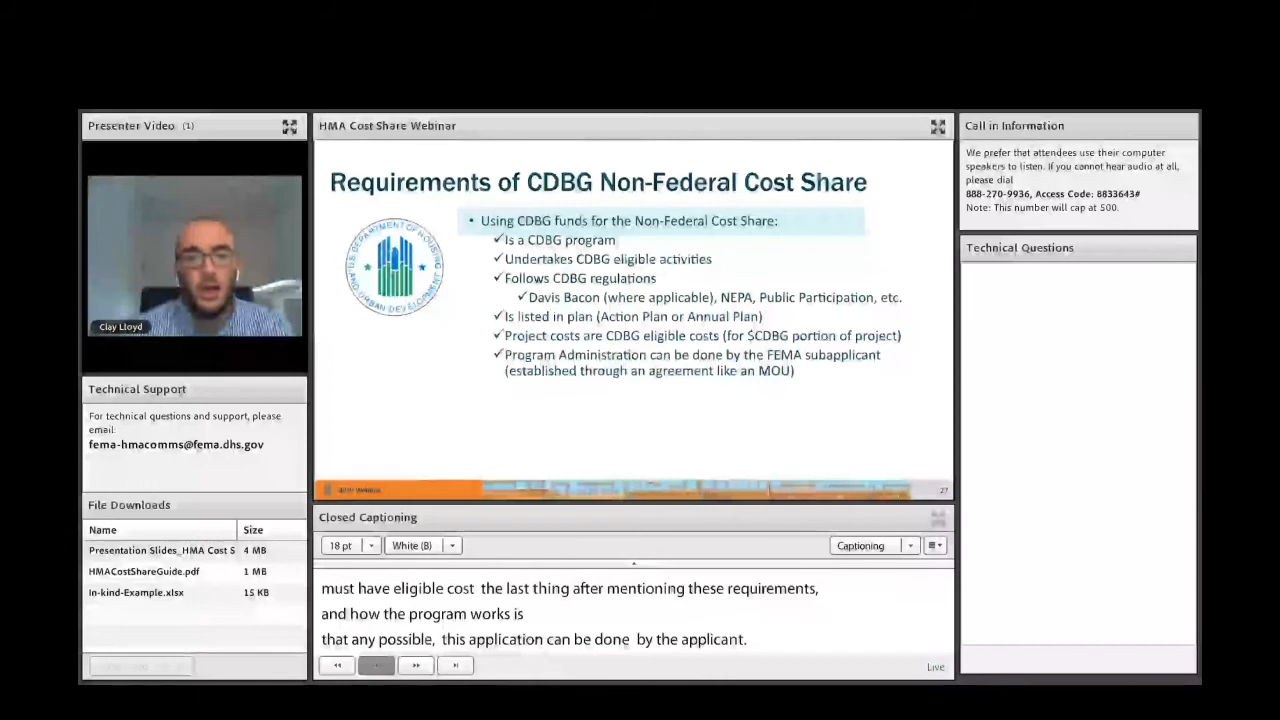 Presenter Video (1)
Clay Lloyd
Technical Support
For technical questions and support, please
email:
fema-hmacomms@fema.dhs.gov
File Downloads
Name Size
Presentation Slides_HMA Cost S 4 MB
HMACostShareGuide.pdf 1 MB
In-kind-Example.xlsx 15 KB
HMA Cost Share Webinar
Requirements of CDBG Non-Federal Cost Share
U.S. DEPARTMENT OF HOUSING
AND URBAN DEVELOPMENT
• Using CDBG funds for the Non-Federal Cost Share:
✓Is a CDBG program
✓Undertakes CDBG eligible activities
✓Follows CDBG regulations
✓Davis Bacon (where applicable), NEPA, Public Participation, etc.
✓Is listed in plan (Action Plan or Annual Plan)
✓Project costs are CDBG eligible costs (for $CDBG portion of project)
✓Program Administration can be done by the FEMA subapplicant
(established through an agreement like an MOU)
27
Closed Captioning
18 pt White (B) Captioning
must have eligible cost the last thing after mentioning these requirements,
and how the program works is
that any possible, this application can be done by the applicant.
Live
Call in Information
We prefer that attendees use their computer
speakers to listen. If you cannot hear audio at all,
please dial
888-270-9936, Access Code: 8833643#
Note: This number will cap at 500.
Technical Questions